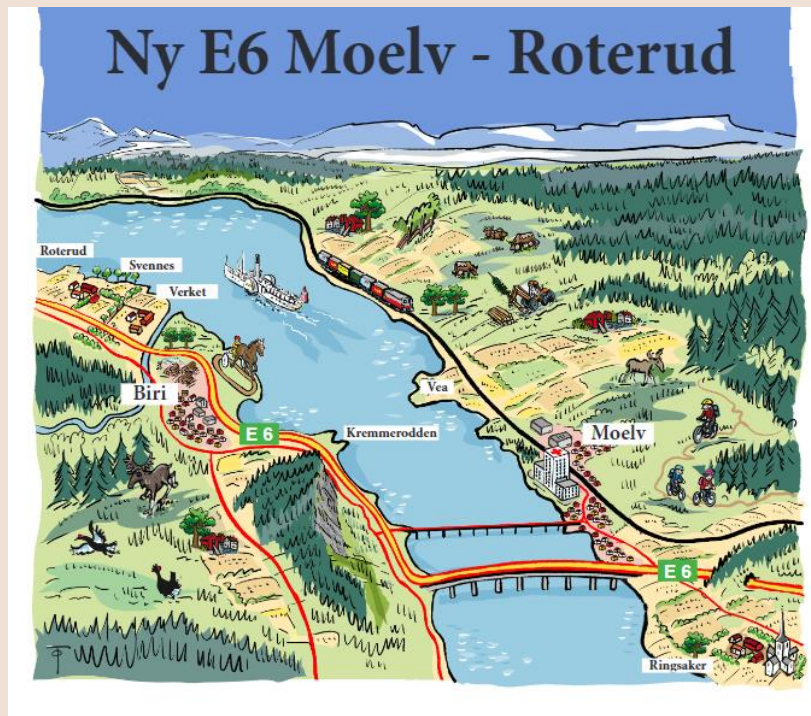 Ny E6 Moelv - Roterud
Roterud
Svennes
Verket
Biri
Vea
Moelv
Kremmerodden
E 6
E 6
Ringsaker